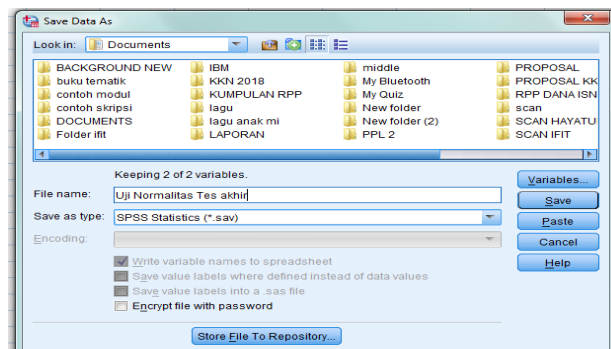 Save Data As
Look in: Documents
BACKGROUND NEW IBM middle PROPOSAL
buku tematik KKN 2018 My Bluetooth PROPOSAL KK
contoh modul KUMPULAN RPP My Quiz RPP DANA ISN
contoh skripsi lagu New folder scan
DOCUMENTS lagu anak mi New folder (2) SCAN HAYATU
Folder ifit LAPORAN PPL 2 SCAN IFIT
Keeping 2 of 2 variables.
Variables...
File name: Uji Normalitas Tes akhir
Save
Save as type: SPSS Statistics (*.sav)
Paste
Encoding:
Cancel
Write variable names to spreadsheet
Help
Save value labels where defined instead of data values
Save value labels into a .sas file
Encrypt file with password
Store File To Repository...